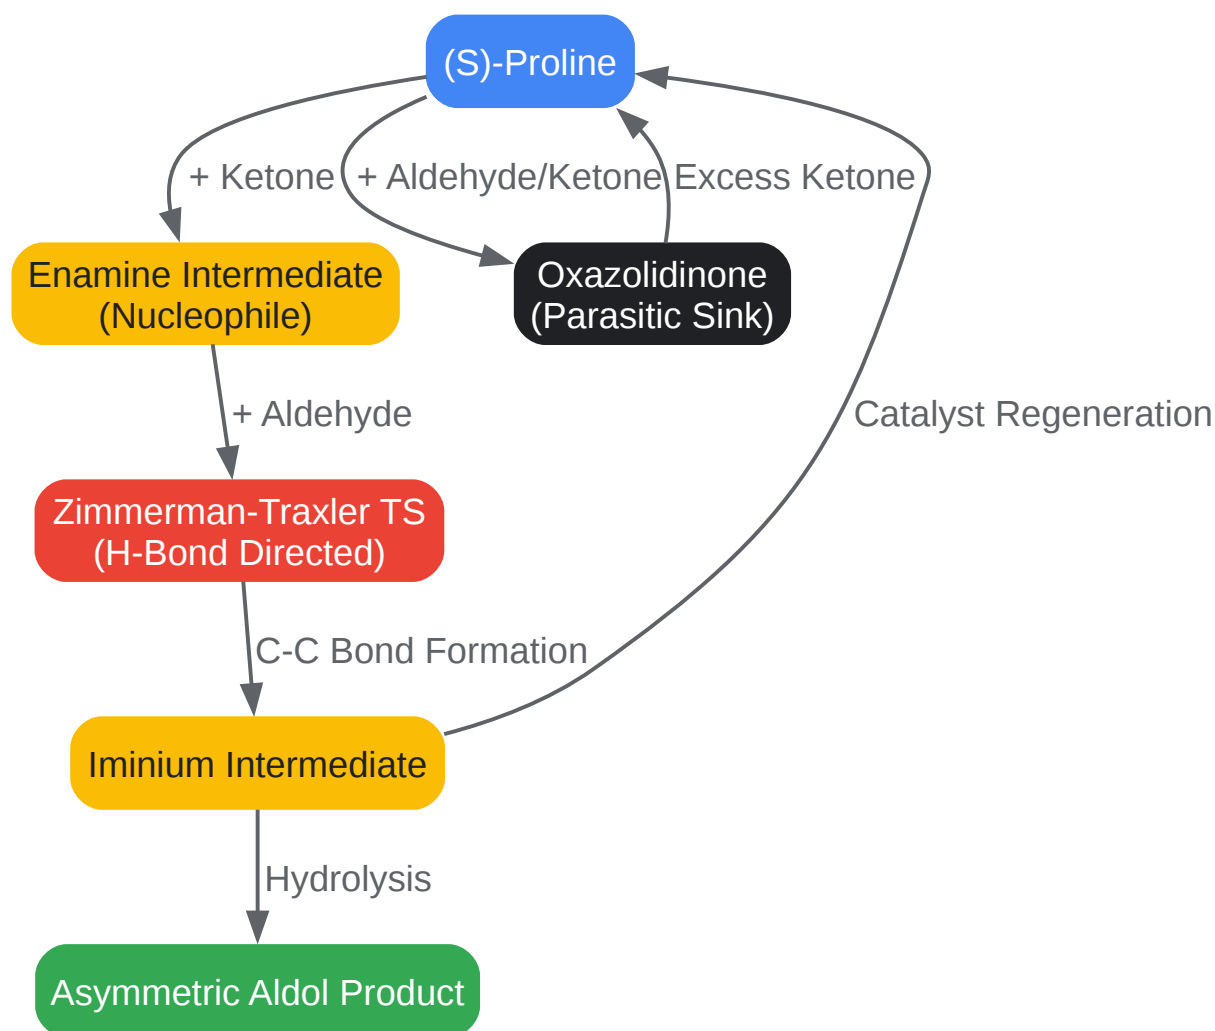 (S)-Proline
+ Ketone
+ Aldehyde/Ketone
Excess Ketone
Enamine Intermediate
(Nucleophile)
Oxazolidinone
(Parasitic Sink)
+ Aldehyde
Catalyst Regeneration
Zimmerman-Traxler TS
(H-Bond Directed)
C-C Bond Formation
Iminium Intermediate
Hydrolysis
Asymmetric Aldol Product